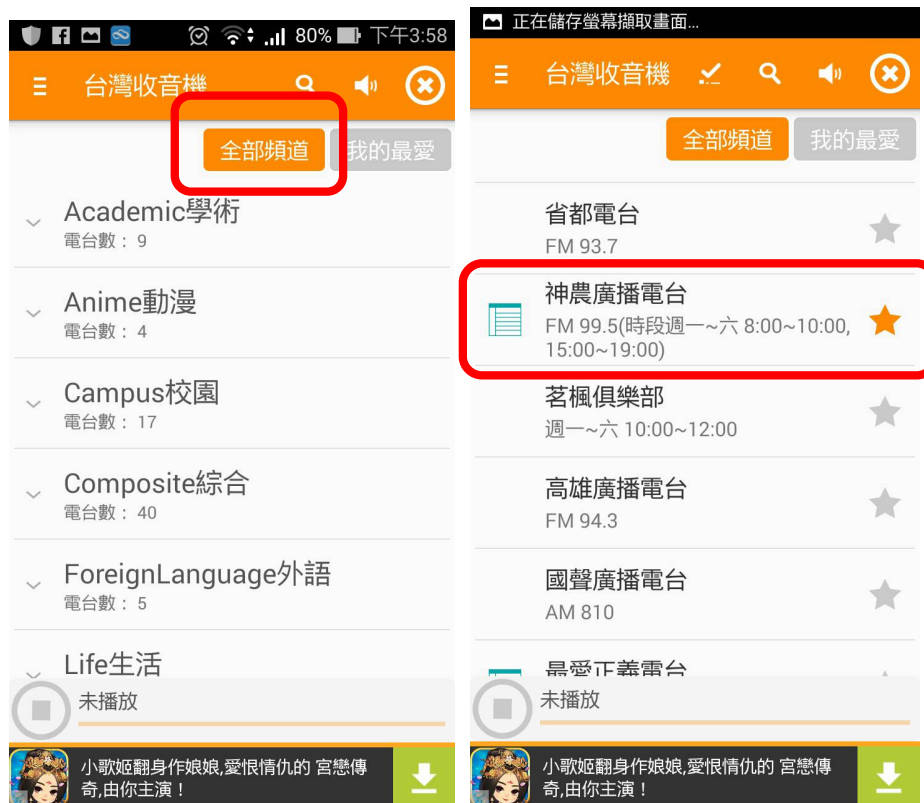 80% 下午3:58
台灣收音機
全部頻道 我的最愛
Academic學術
電台數： 9
Anime動漫
電台數： 4
Campus校園
電台數： 17
Composite綜合
電台數： 40
ForeignLanguage外語
電台數： 5
Life生活
未播放
小歌姬翻身作娘娘,愛恨情仇的 宮戀傳
奇,由你主演！
正在儲存螢幕擷取畫面...
台灣收音機
全部頻道 我的最愛
省都電台
FM 93.7
神農廣播電台
FM 99.5(時段週一~六 8:00~10:00,
15:00~19:00)
茗楓俱樂部
週一~六 10:00~12:00
高雄廣播電台
FM 94.3
國聲廣播電台
AM 810
最愛正義電台
未播放
小歌姬翻身作娘娘,愛恨情仇的 宮戀傳
奇,由你主演！